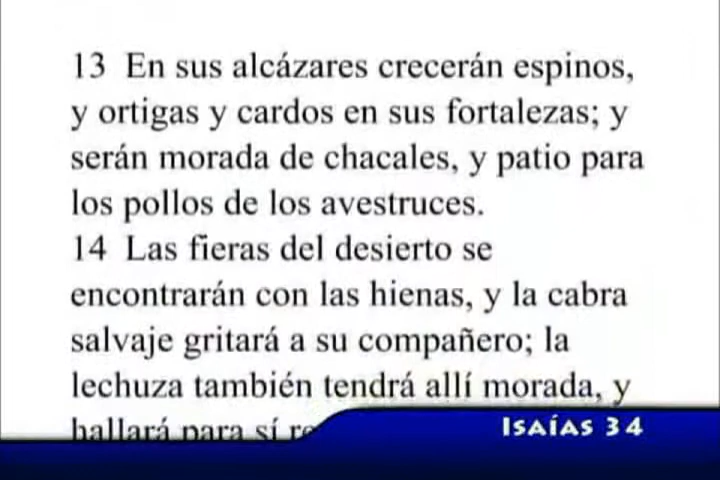 13 En sus alcázares crecerán espinos,
y ortigas y cardos en sus fortalezas; y
serán morada de chacales, y patio para
los pollos de los avestruces.
14 Las fieras del desierto se
encontrarán con las hienas, y la cabra
salvaje gritará a su compañero; la
lechuza también tendrá allí morada, y
hallará para sí
ISAÍAS 34